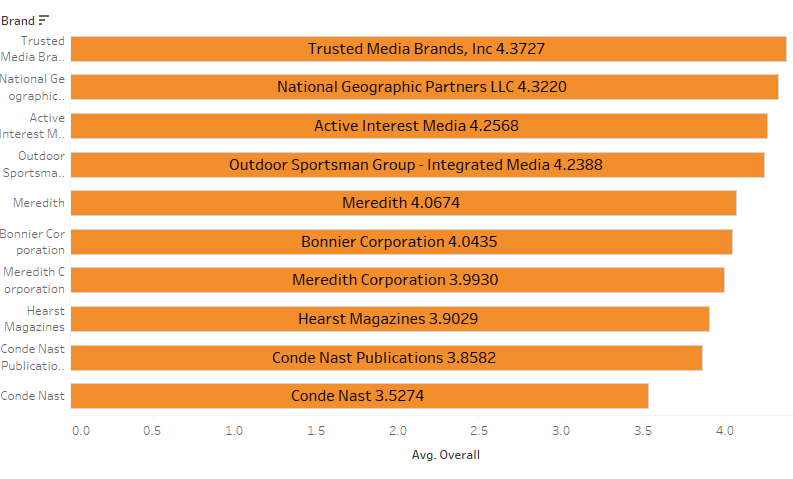 Brand
Trusted
Media Bra..
Trusted Media Brands, Inc 4.3727
National Ge
ographic..
National Geographic Partners LLC 4.3220
Active
Interest M..
Active Interest Media 4.2568
Outdoor
Sportsma..
Outdoor Sportsman Group - Integrated Media 4.2388
Meredith
Meredith 4.0674
Bonnier Cor
poration
Bonnier Corporation 4.0435
Meredith C
orporation
Meredith Corporation 3.9930
Hearst
Magazines
Hearst Magazines 3.9029
Conde Nast
Publicatio..
Conde Nast Publications 3.8582
Conde Nast
Conde Nast 3.5274
0.0 0.5 1.0 1.5 2.0 2.5 3.0 3.5 4.0
Avg. Overall